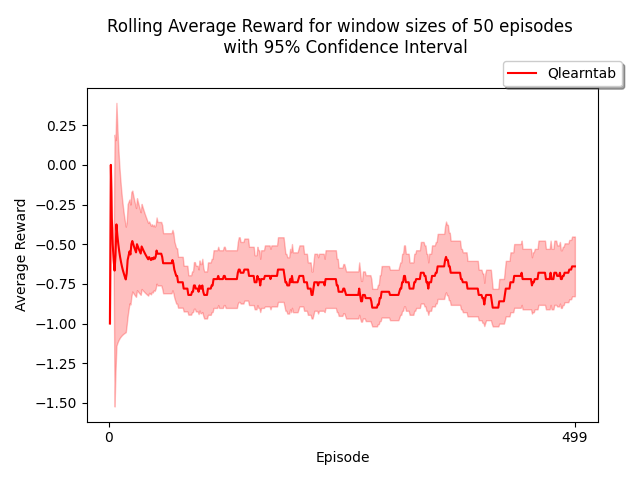 Rolling Average Reward for window sizes of 50 episodes
with 95% Confidence Interval
Qlearntab
0.25
0.00
−0.25
−0.50
−0.75
−1.00
−1.25
−1.50
Average Reward
0
499
Episode